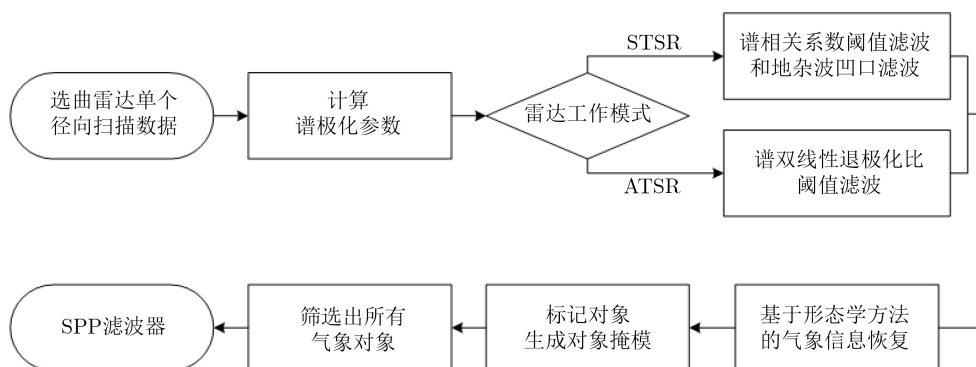 选曲雷达单个
径向扫描数据
计算
谱极化参数
雷达工作模式
STSR
谱相关系数阈值滤波
和地杂波凹口滤波
ATSR
谱双线性退极化比
阈值滤波
SPP滤波器
筛选出所有
气象对象
标记对象
生成对象掩模
基于形态学方法
的气象信息恢复